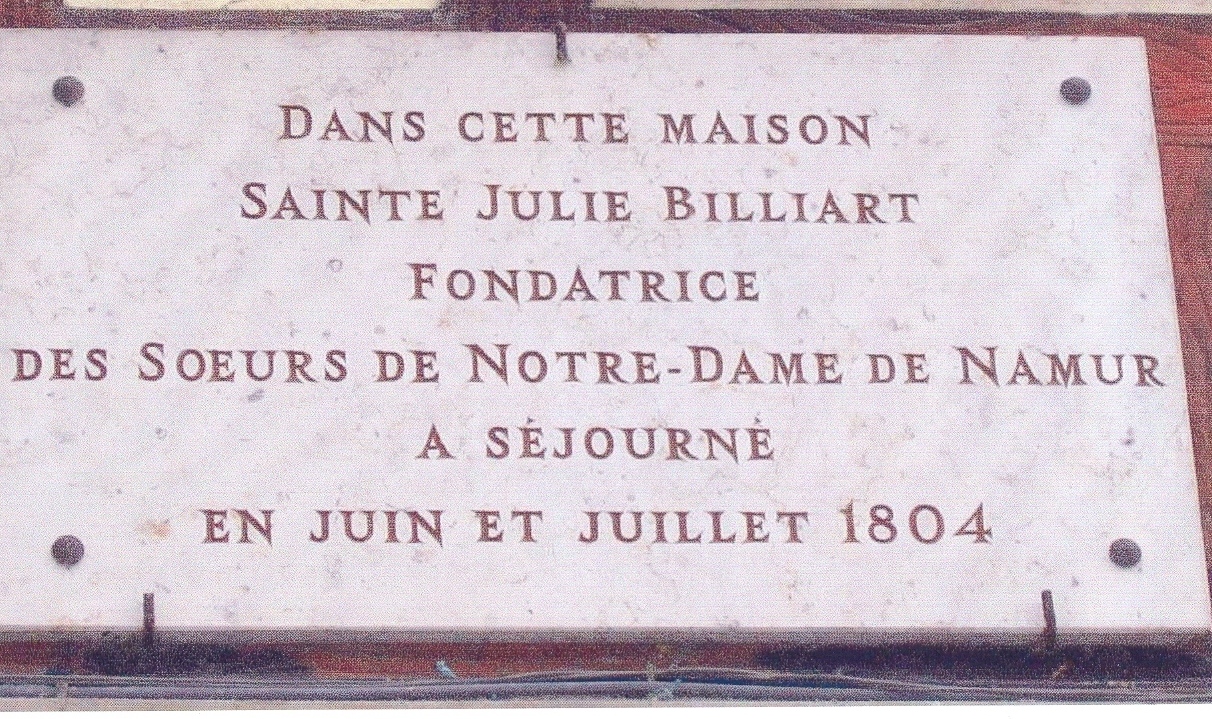 Dans cette maison
Sainte Julie Billiart
Fondatrice
des Soeurs de Notre-Dame de Namur
a séjourné
en juin et juillet 1804